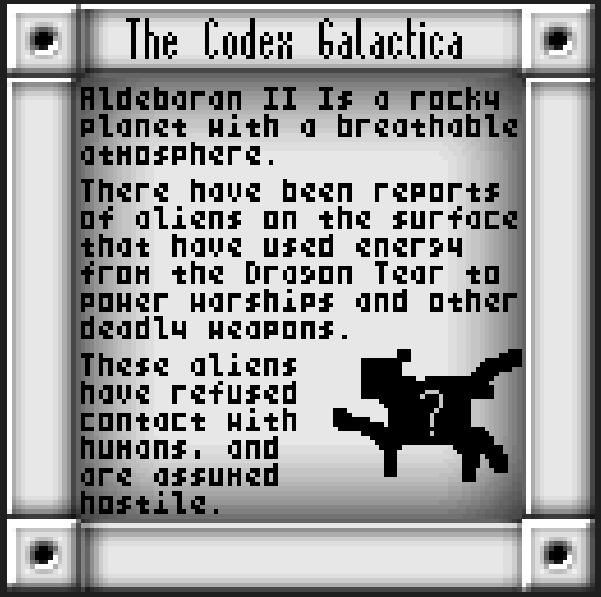 The Codex Galactica
Aldebaran II Is a rocky
planet with a breathable
atmosphere.
There have been reports
of aliens on the surface
that have used energy
from the Dragon Tear to
power warships and other
deadly weapons.
These aliens
have refused
contact with
humans, and
are assumed
hostile.
?